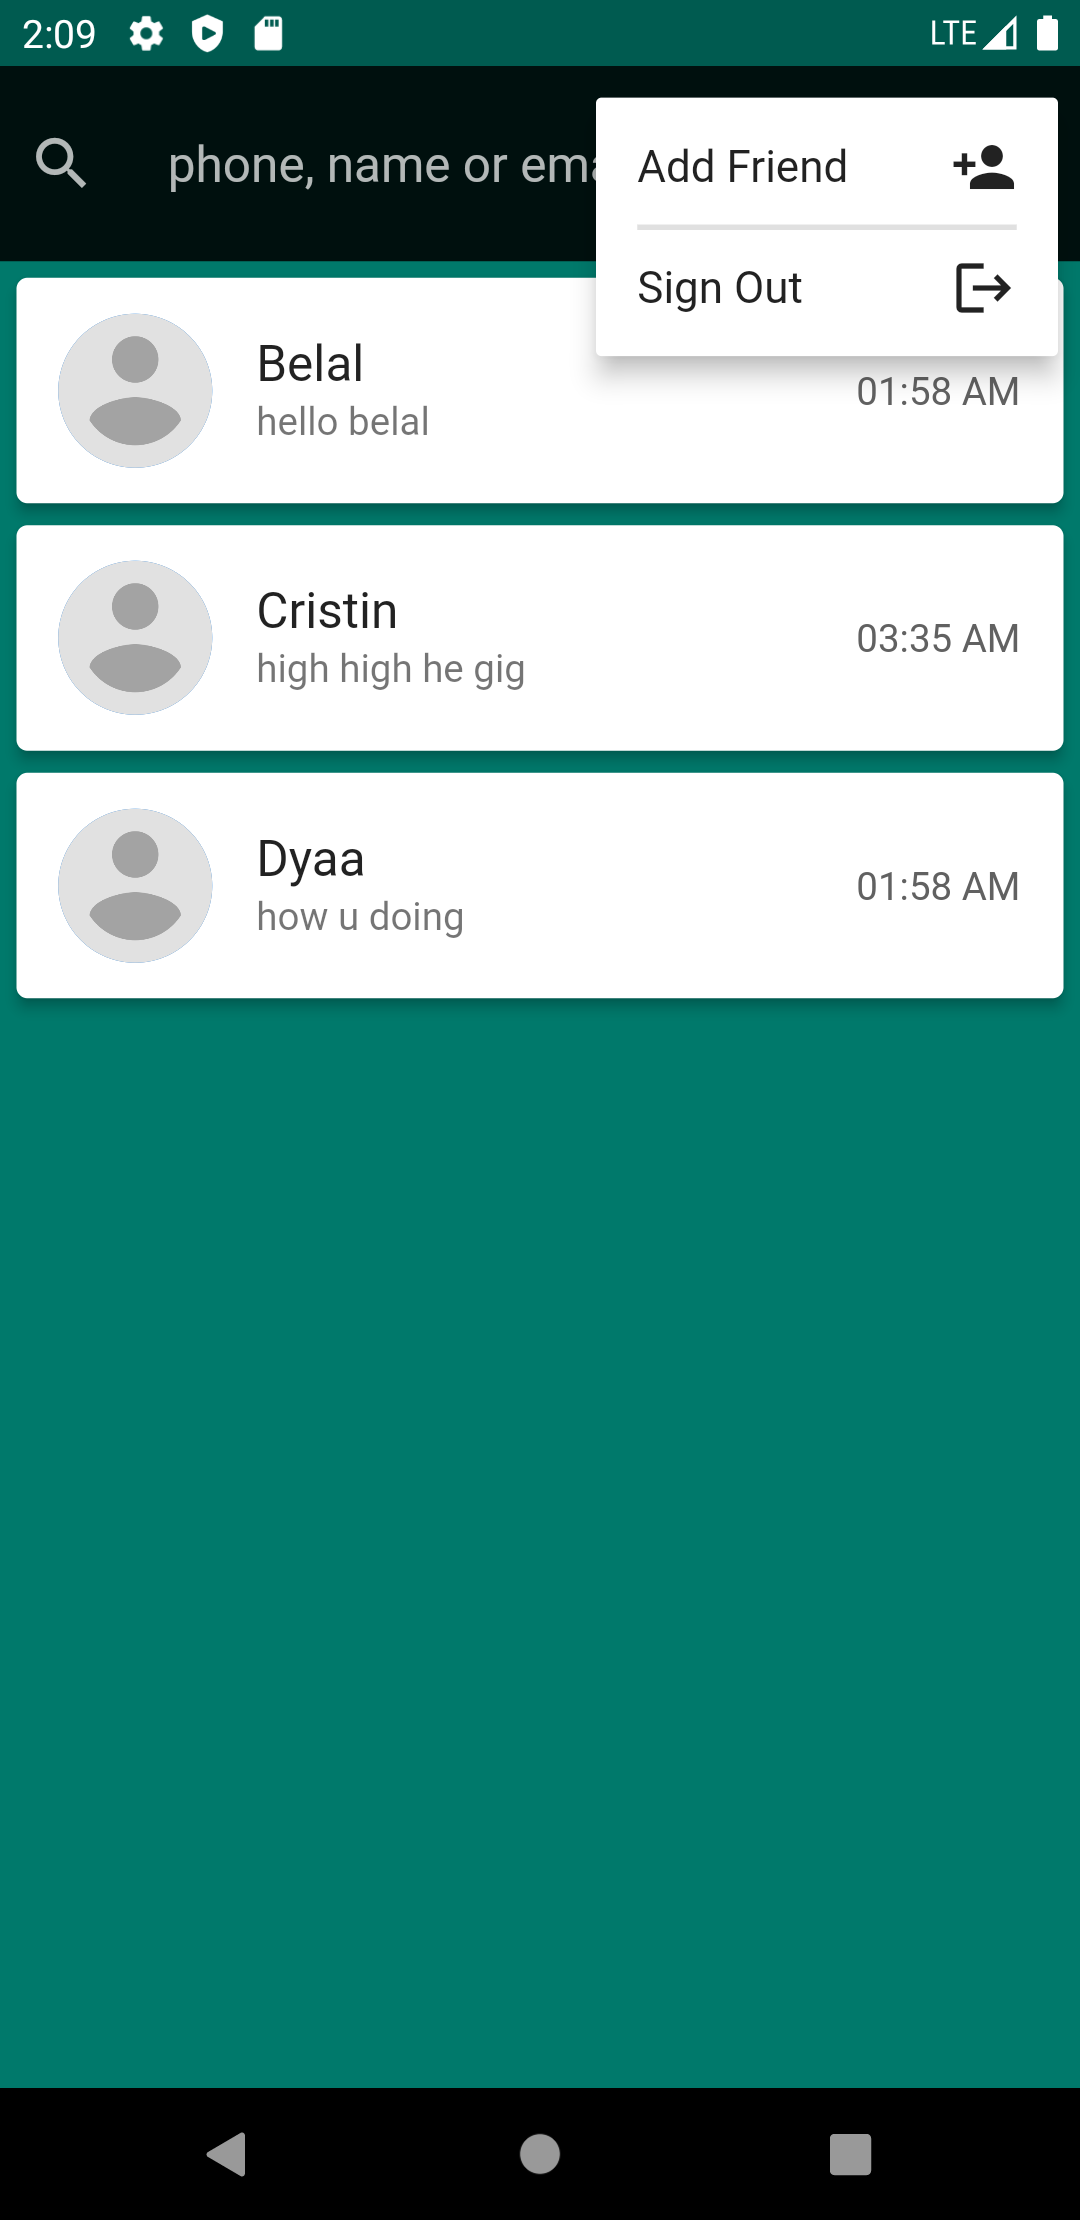 2:09 LTE
phone, name or ema
Add Friend
Sign Out
Belal
hello belal
01:58 AM
Cristin
high high he gig
03:35 AM
Dyaa
how u doing
01:58 AM